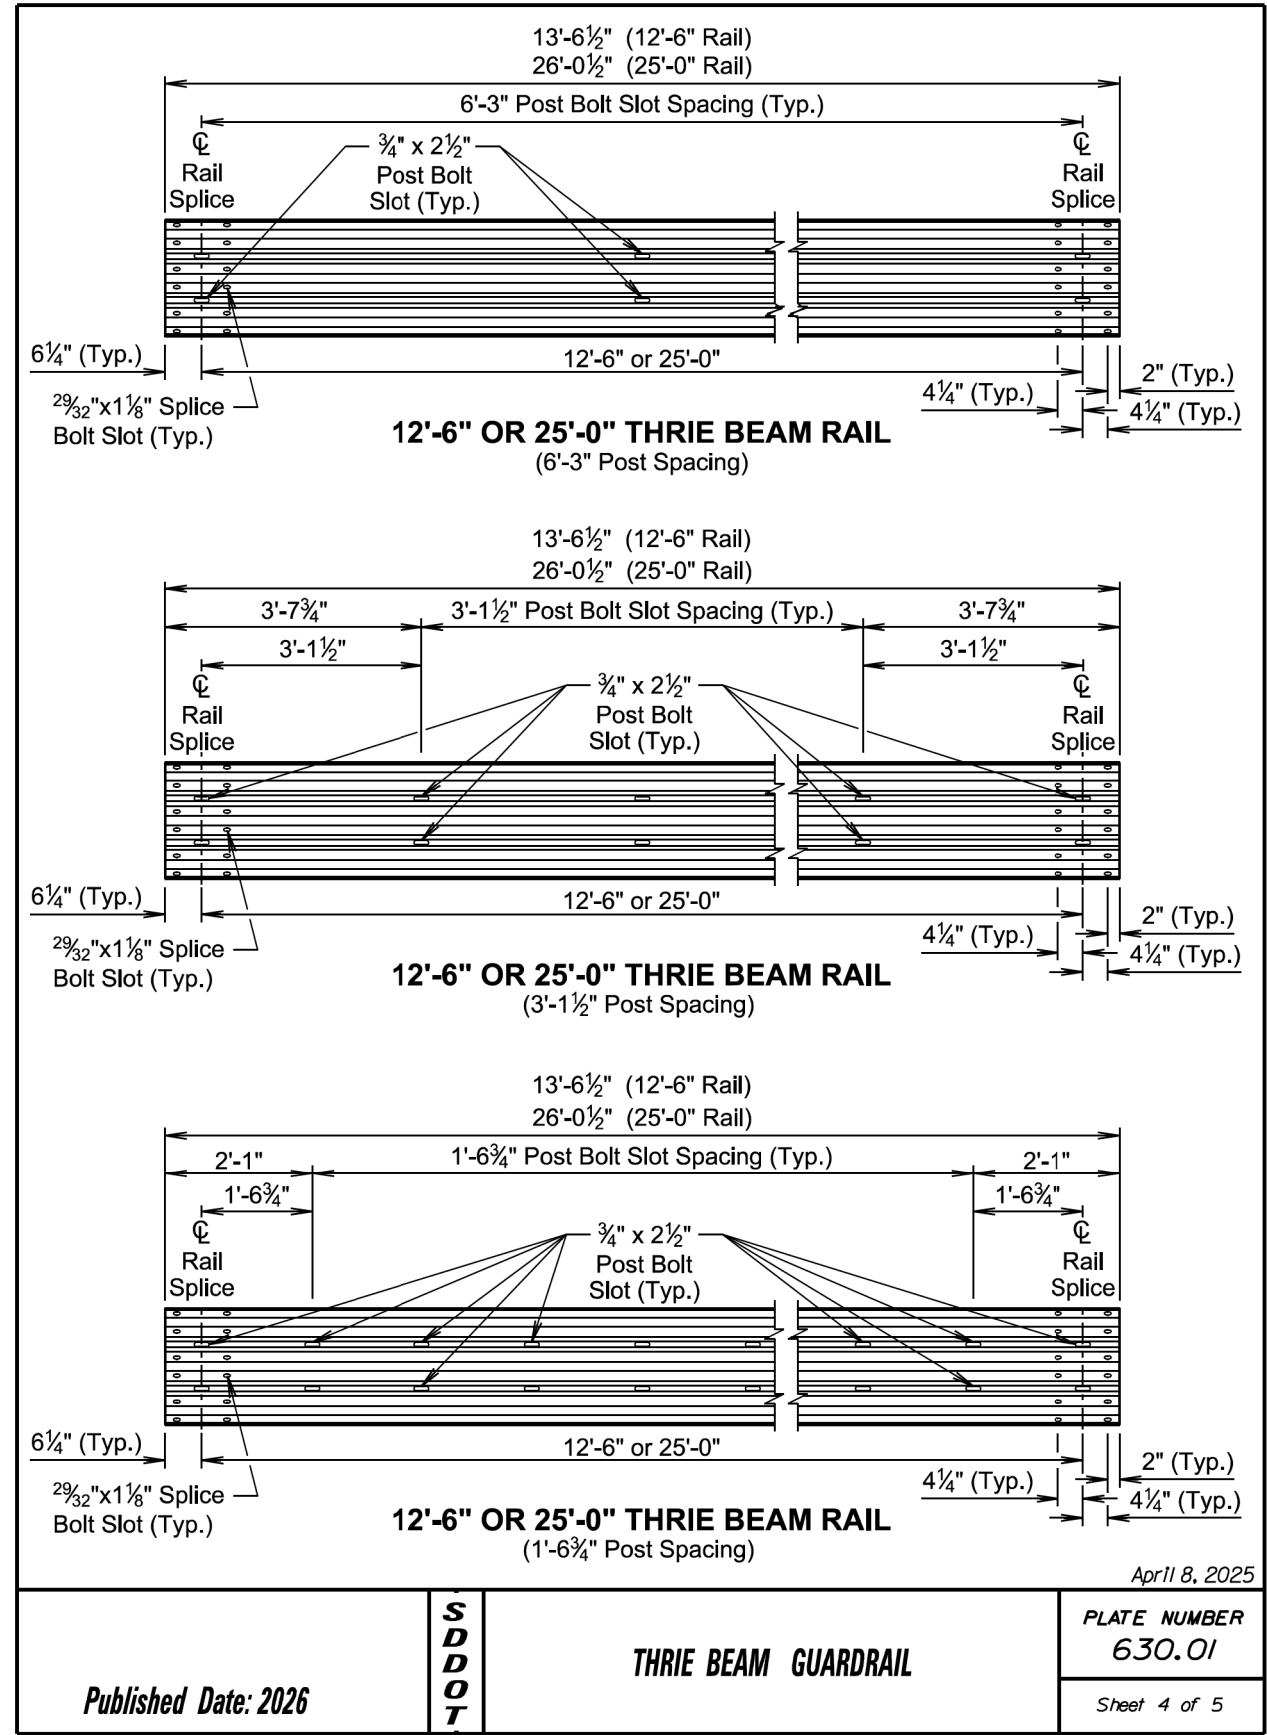 13'-6½" (12'-6" Rail)
26'-0½" (25'-0" Rail)
6'-3" Post Bolt Slot Spacing (Typ.)
℄
Rail
Splice
¾" x 2½"
Post Bolt
Slot (Typ.)
℄
Rail
Splice
6¼" (Typ.)
12'-6" or 25'-0"
2" (Typ.)
4¼" (Typ.)
4¼" (Typ.)
29⁄32"x1⅛" Splice
Bolt Slot (Typ.)
12'-6" OR 25'-0" THRIE BEAM RAIL
(6'-3" Post Spacing)
13'-6½" (12'-6" Rail)
26'-0½" (25'-0" Rail)
3'-7¾"
3'-1½" Post Bolt Slot Spacing (Typ.)
3'-7¾"
3'-1½"
3'-1½"
℄
Rail
Splice
¾" x 2½"
Post Bolt
Slot (Typ.)
℄
Rail
Splice
6¼" (Typ.)
12'-6" or 25'-0"
2" (Typ.)
4¼" (Typ.)
4¼" (Typ.)
29⁄32"x1⅛" Splice
Bolt Slot (Typ.)
12'-6" OR 25'-0" THRIE BEAM RAIL
(3'-1½" Post Spacing)
13'-6½" (12'-6" Rail)
26'-0½" (25'-0" Rail)
2'-1"
1'-6¾" Post Bolt Slot Spacing (Typ.)
2'-1"
1'-6¾"
1'-6¾"
℄
Rail
Splice
¾" x 2½"
Post Bolt
Slot (Typ.)
℄
Rail
Splice
6¼" (Typ.)
12'-6" or 25'-0"
2" (Typ.)
4¼" (Typ.)
4¼" (Typ.)
29⁄32"x1⅛" Splice
Bolt Slot (Typ.)
12'-6" OR 25'-0" THRIE BEAM RAIL
(1'-6¾" Post Spacing)
April 8, 2025
Published Date: 2026
SDDOT
THRIE BEAM GUARDRAIL
PLATE NUMBER
630.01
Sheet 4 of 5